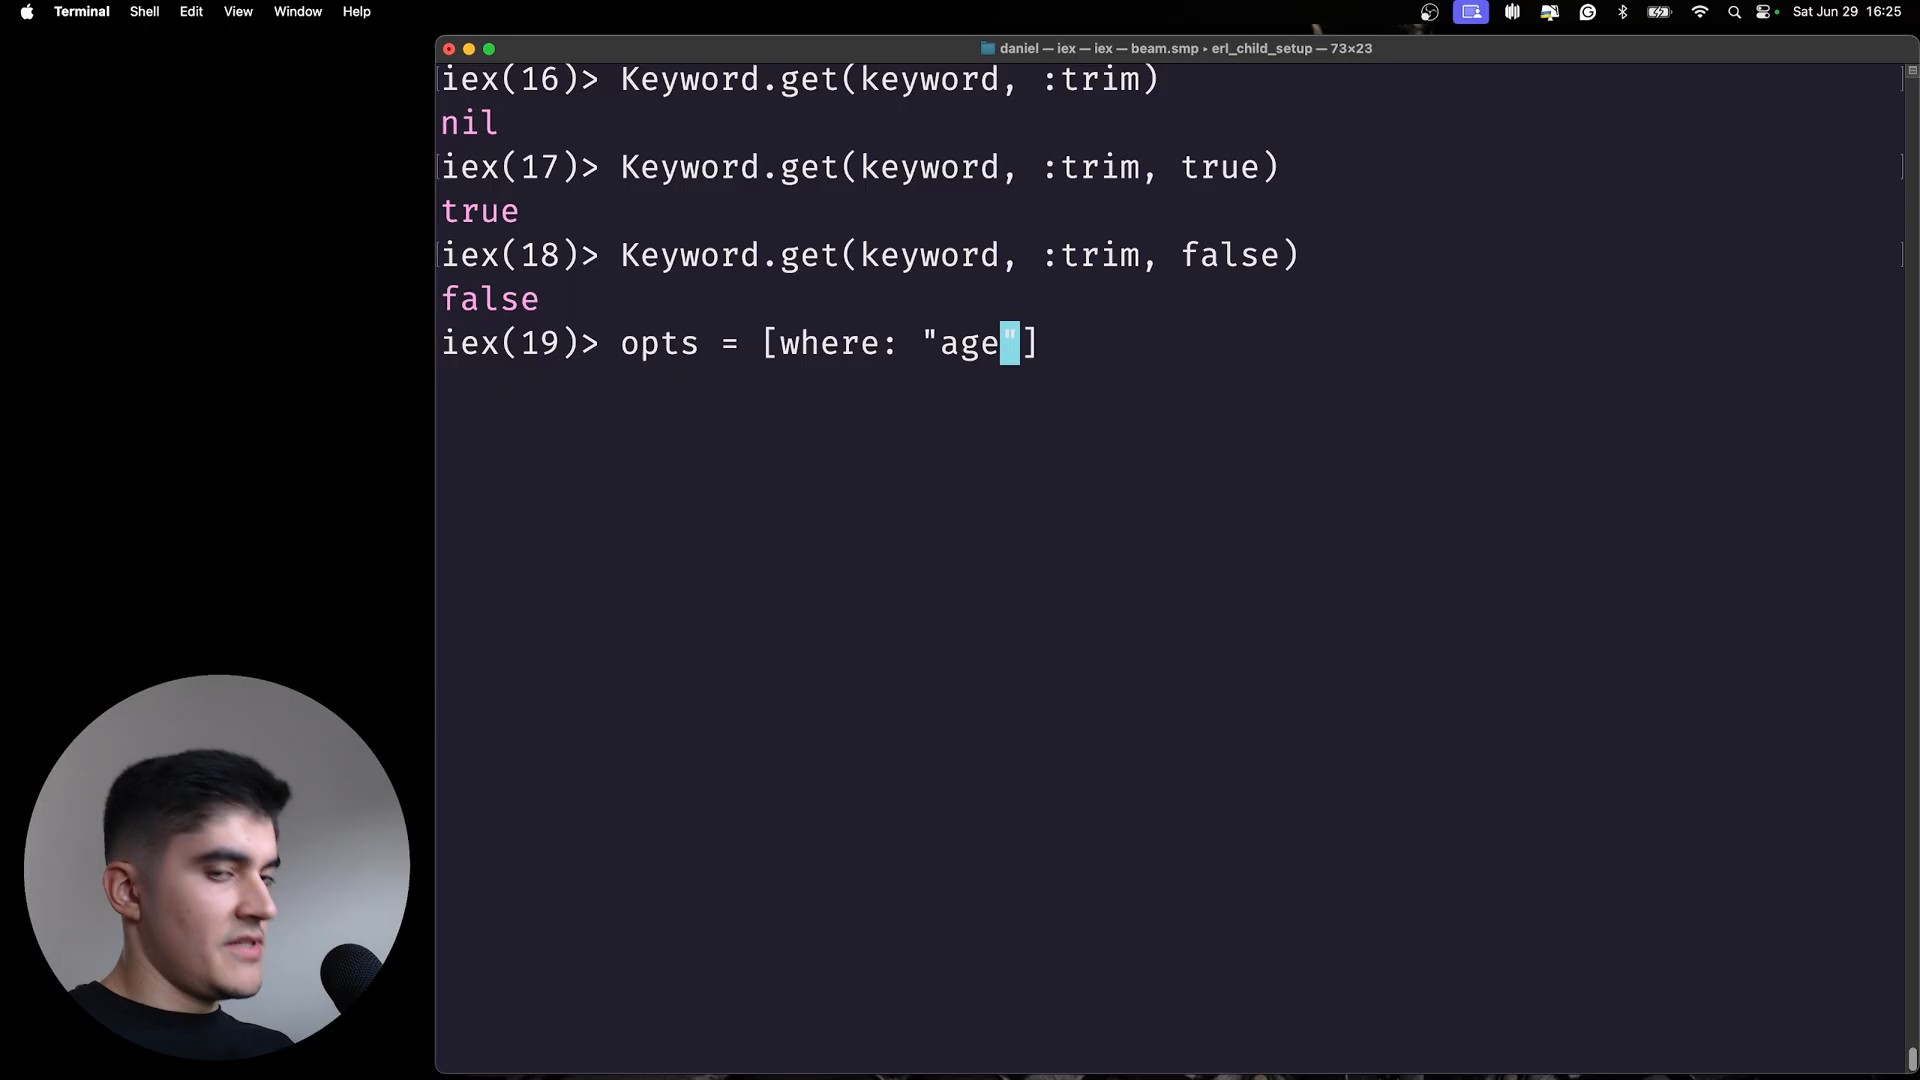 Terminal Shell Edit View Window Help Sat Jun 29 16:25
daniel — iex — iex — beam.smp ▸ erl_child_setup — 73×23
iex(16)> Keyword.get(keyword, :trim)
nil
iex(17)> Keyword.get(keyword, :trim, true)
true
iex(18)> Keyword.get(keyword, :trim, false)
false
iex(19)> opts = [where: "age"]